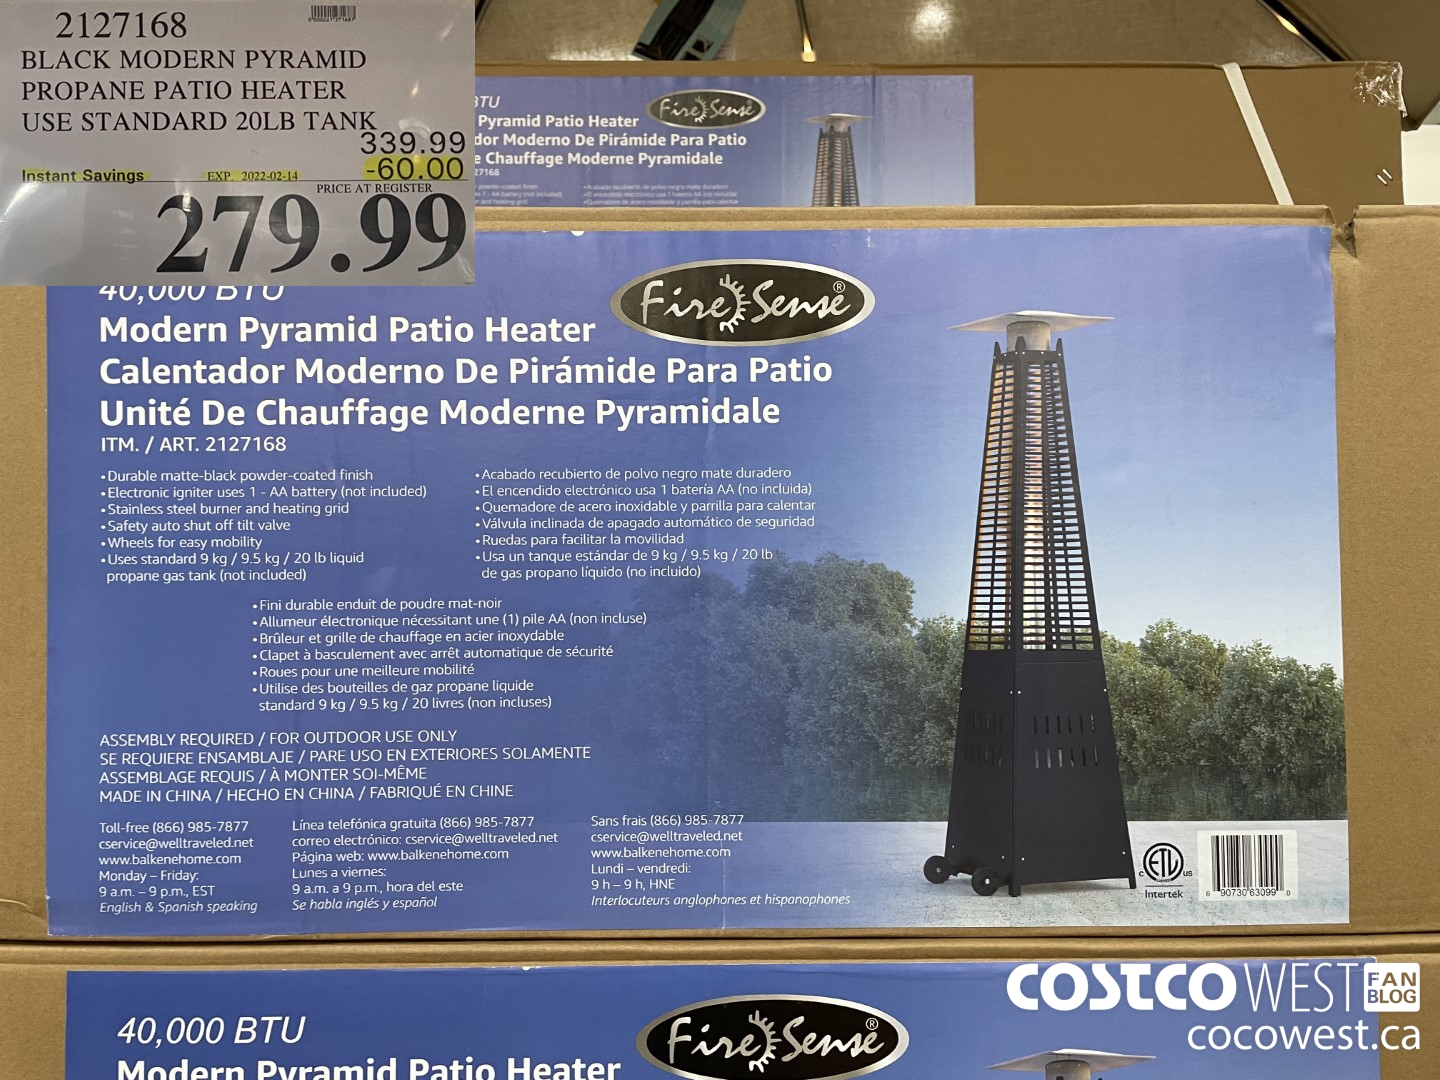 2127168
BLACK MODERN PYRAMID
PROPANE PATIO HEATER
USE STANDARD 20LB TANK
339.99
Instant Savings EXP. 2022-02-14 -60.00
PRICE AT REGISTER
279.99
BTU
Pyramid Patio Heater
dor Moderno De Pirámide Para Patio
e Chauffage Moderne Pyramidale
27168
Fire Sense
40,000 BTU
Fire Sense®
Modern Pyramid Patio Heater
Calentador Moderno De Pirámide Para Patio
Unité De Chauffage Moderne Pyramidale
ITM. / ART. 2127168
• Durable matte-black powder-coated finish
• Electronic igniter uses 1 - AA battery (not included)
• Stainless steel burner and heating grid
• Safety auto shut off tilt valve
• Wheels for easy mobility
• Uses standard 9 kg / 9.5 kg / 20 lb liquid
propane gas tank (not included)
• Acabado recubierto de polvo negro mate duradero
• El encendido electrónico usa 1 batería AA (no incluida)
• Quemadore de acero inoxidable y parrilla para calentar
• Válvula inclinada de apagado automático de seguridad
• Ruedas para facilitar la movilidad
• Usa un tanque estándar de 9 kg / 9.5 kg / 20 lb
de gas propano líquido (no incluido)
• Fini durable enduit de poudre mat-noir
• Allumeur électronique nécessitant une (1) pile AA (non incluse)
• Brûleur et grille de chauffage en acier inoxydable
• Clapet à basculement avec arrêt automatique de sécurité
• Roues pour une meilleure mobilité
• Utilise des bouteilles de gaz propane liquide
standard 9 kg / 9.5 kg / 20 livres (non incluses)
ASSEMBLY REQUIRED / FOR OUTDOOR USE ONLY
SE REQUIERE ENSAMBLAJE / PARE USO EN EXTERIORES SOLAMENTE
ASSEMBLAGE REQUIS / À MONTER SOI-MÊME
MADE IN CHINA / HECHO EN CHINA / FABRIQUÉ EN CHINE
Toll-free (866) 985-7877
cservice@welltraveled.net
www.balkenehome.com
Monday – Friday:
9 a.m. – 9 p.m., EST
English & Spanish speaking
Línea telefónica gratuita (866) 985-7877
correo electrónico: cservice@welltraveled.net
Página web: www.balkenehome.com
Lunes a viernes:
9 a.m. a 9 p.m., hora del este
Se habla inglés y español
Sans frais (866) 985-7877
cservice@welltraveled.net
www.balkenehome.com
Lundi – vendredi:
9 h – 9 h, HNE
Interlocuteurs anglophones et hispanophones
C ETL US
Intertek
6 90730 63099 0
40,000 BTU
Fire Sense®
Modern Pyramid Patio Heater
COSTCO WEST FAN BLOG
cocowest.ca